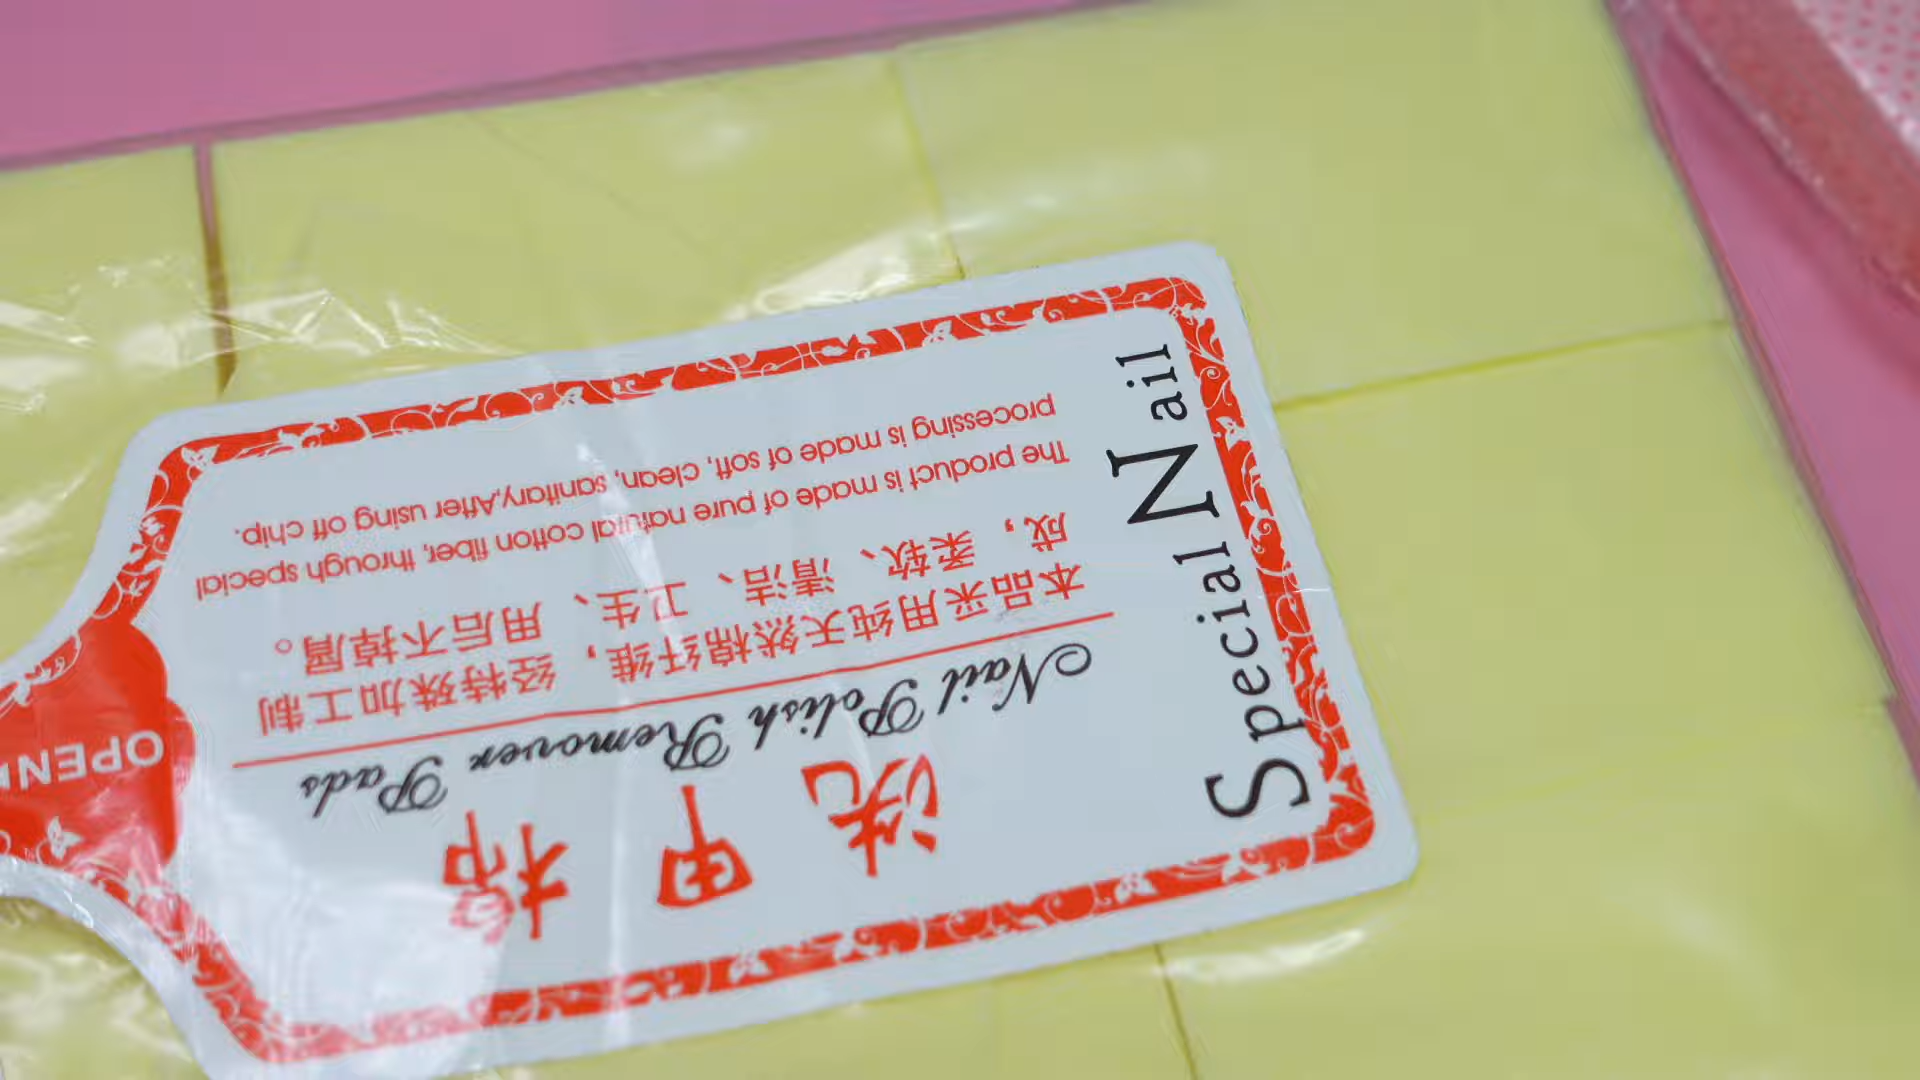 Special Nail
洗甲棉
Nail Polish Remover Pads
本品采用纯天然棉纤维，经特殊加工制
成，柔软、清洁、卫生、用后不掉屑。
The product is made of pure natural cotton fiber, through special
processing is made of soft, clean, sanitary,After using off chip.
OPEN